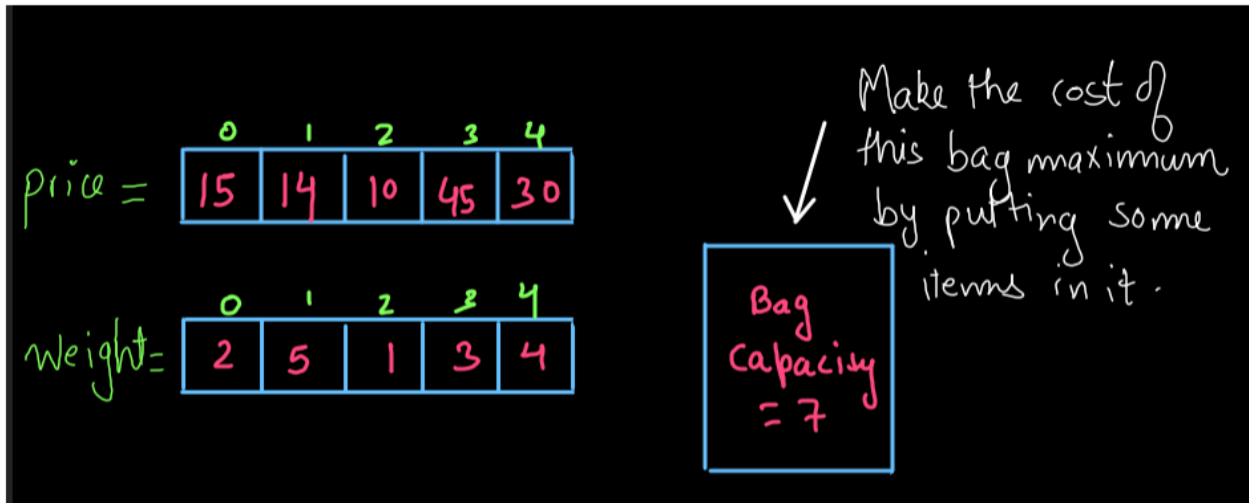 Make the cost of
this bag maximum
by putting some
items in it.
0 1 2 3 4
price = 15 14 10 45 30
0 1 2 3 4
weight= 2 5 1 3 4
Bag
Capacity
= 7